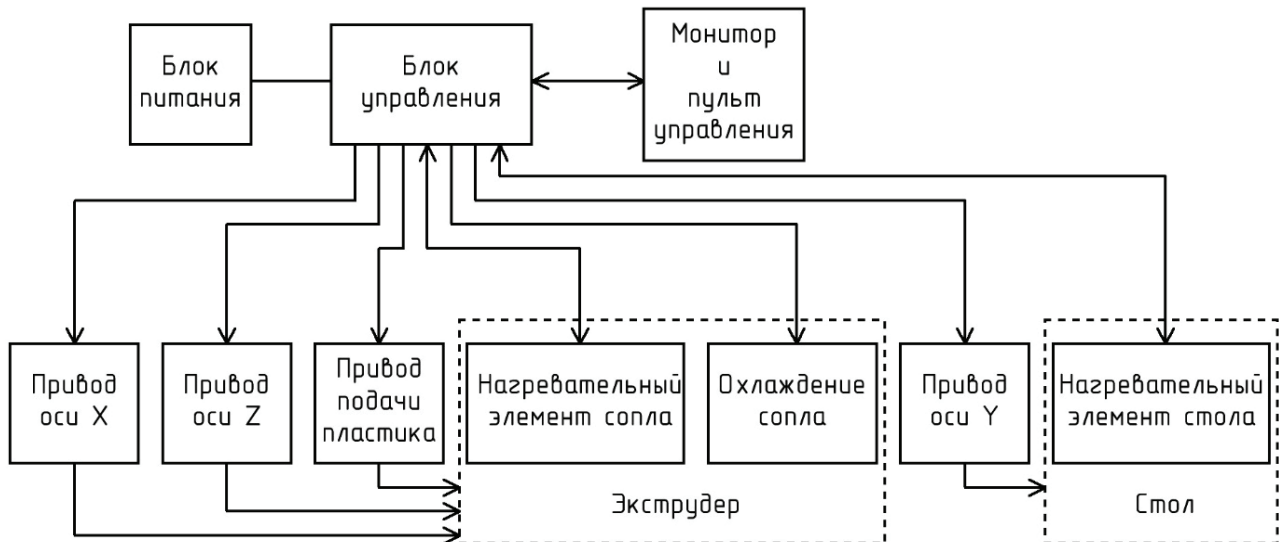 Блок
питания
Блок
управления
Монитор
и
пульт
управления
Привод
оси X
Привод
оси Z
Привод
подачи
пластика
Нагревательный
элемент сопла
Охлаждение
сопла
Привод
оси Y
Нагревательный
элемент стола
Экструдер
Стол